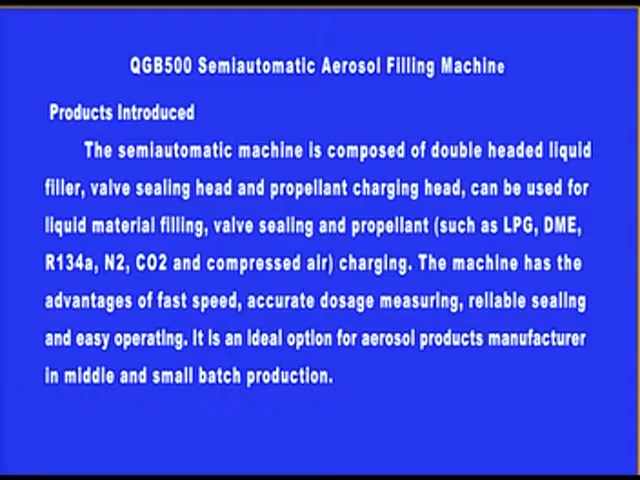 QGB500 Semiautomatic Aerosol Filling Machine
Products Introduced
The semiautomatic machine is composed of double headed liquid
filler, valve sealing head and propellant charging head, can be used for
liquid material filling, valve sealing and propellant (such as LPG, DME,
R134a, N2, CO2 and compressed air) charging. The machine has the
advantages of fast speed, accurate dosage measuring, reliable sealing
and easy operating. It is an ideal option for aerosol products manufacturer
in middle and small batch production.